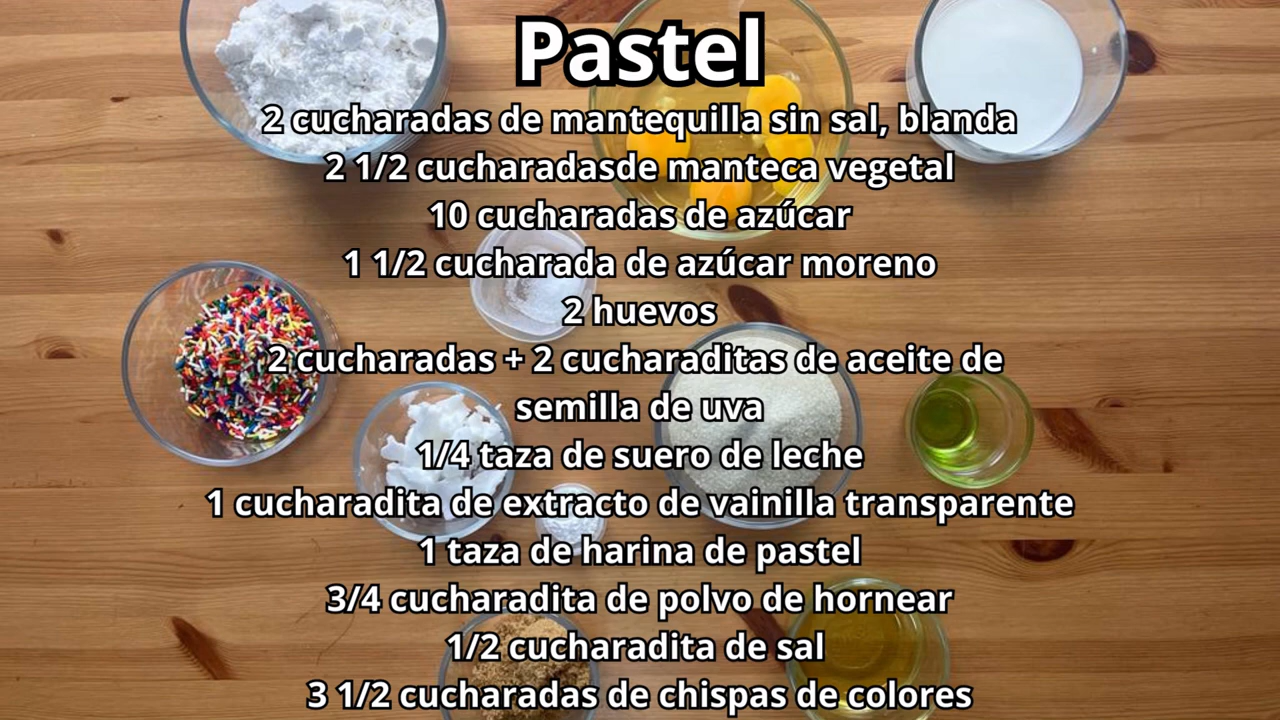 Pastel
2 cucharadas de mantequilla sin sal, blanda
2 1/2 cucharadasde manteca vegetal
10 cucharadas de azúcar
1 1/2 cucharada de azúcar moreno
2 huevos
2 cucharadas + 2 cucharaditas de aceite de
semilla de uva
1/4 taza de suero de leche
1 cucharadita de extracto de vainilla transparente
1 taza de harina de pastel
3/4 cucharadita de polvo de hornear
1/2 cucharadita de sal
3 1/2 cucharadas de chispas de colores